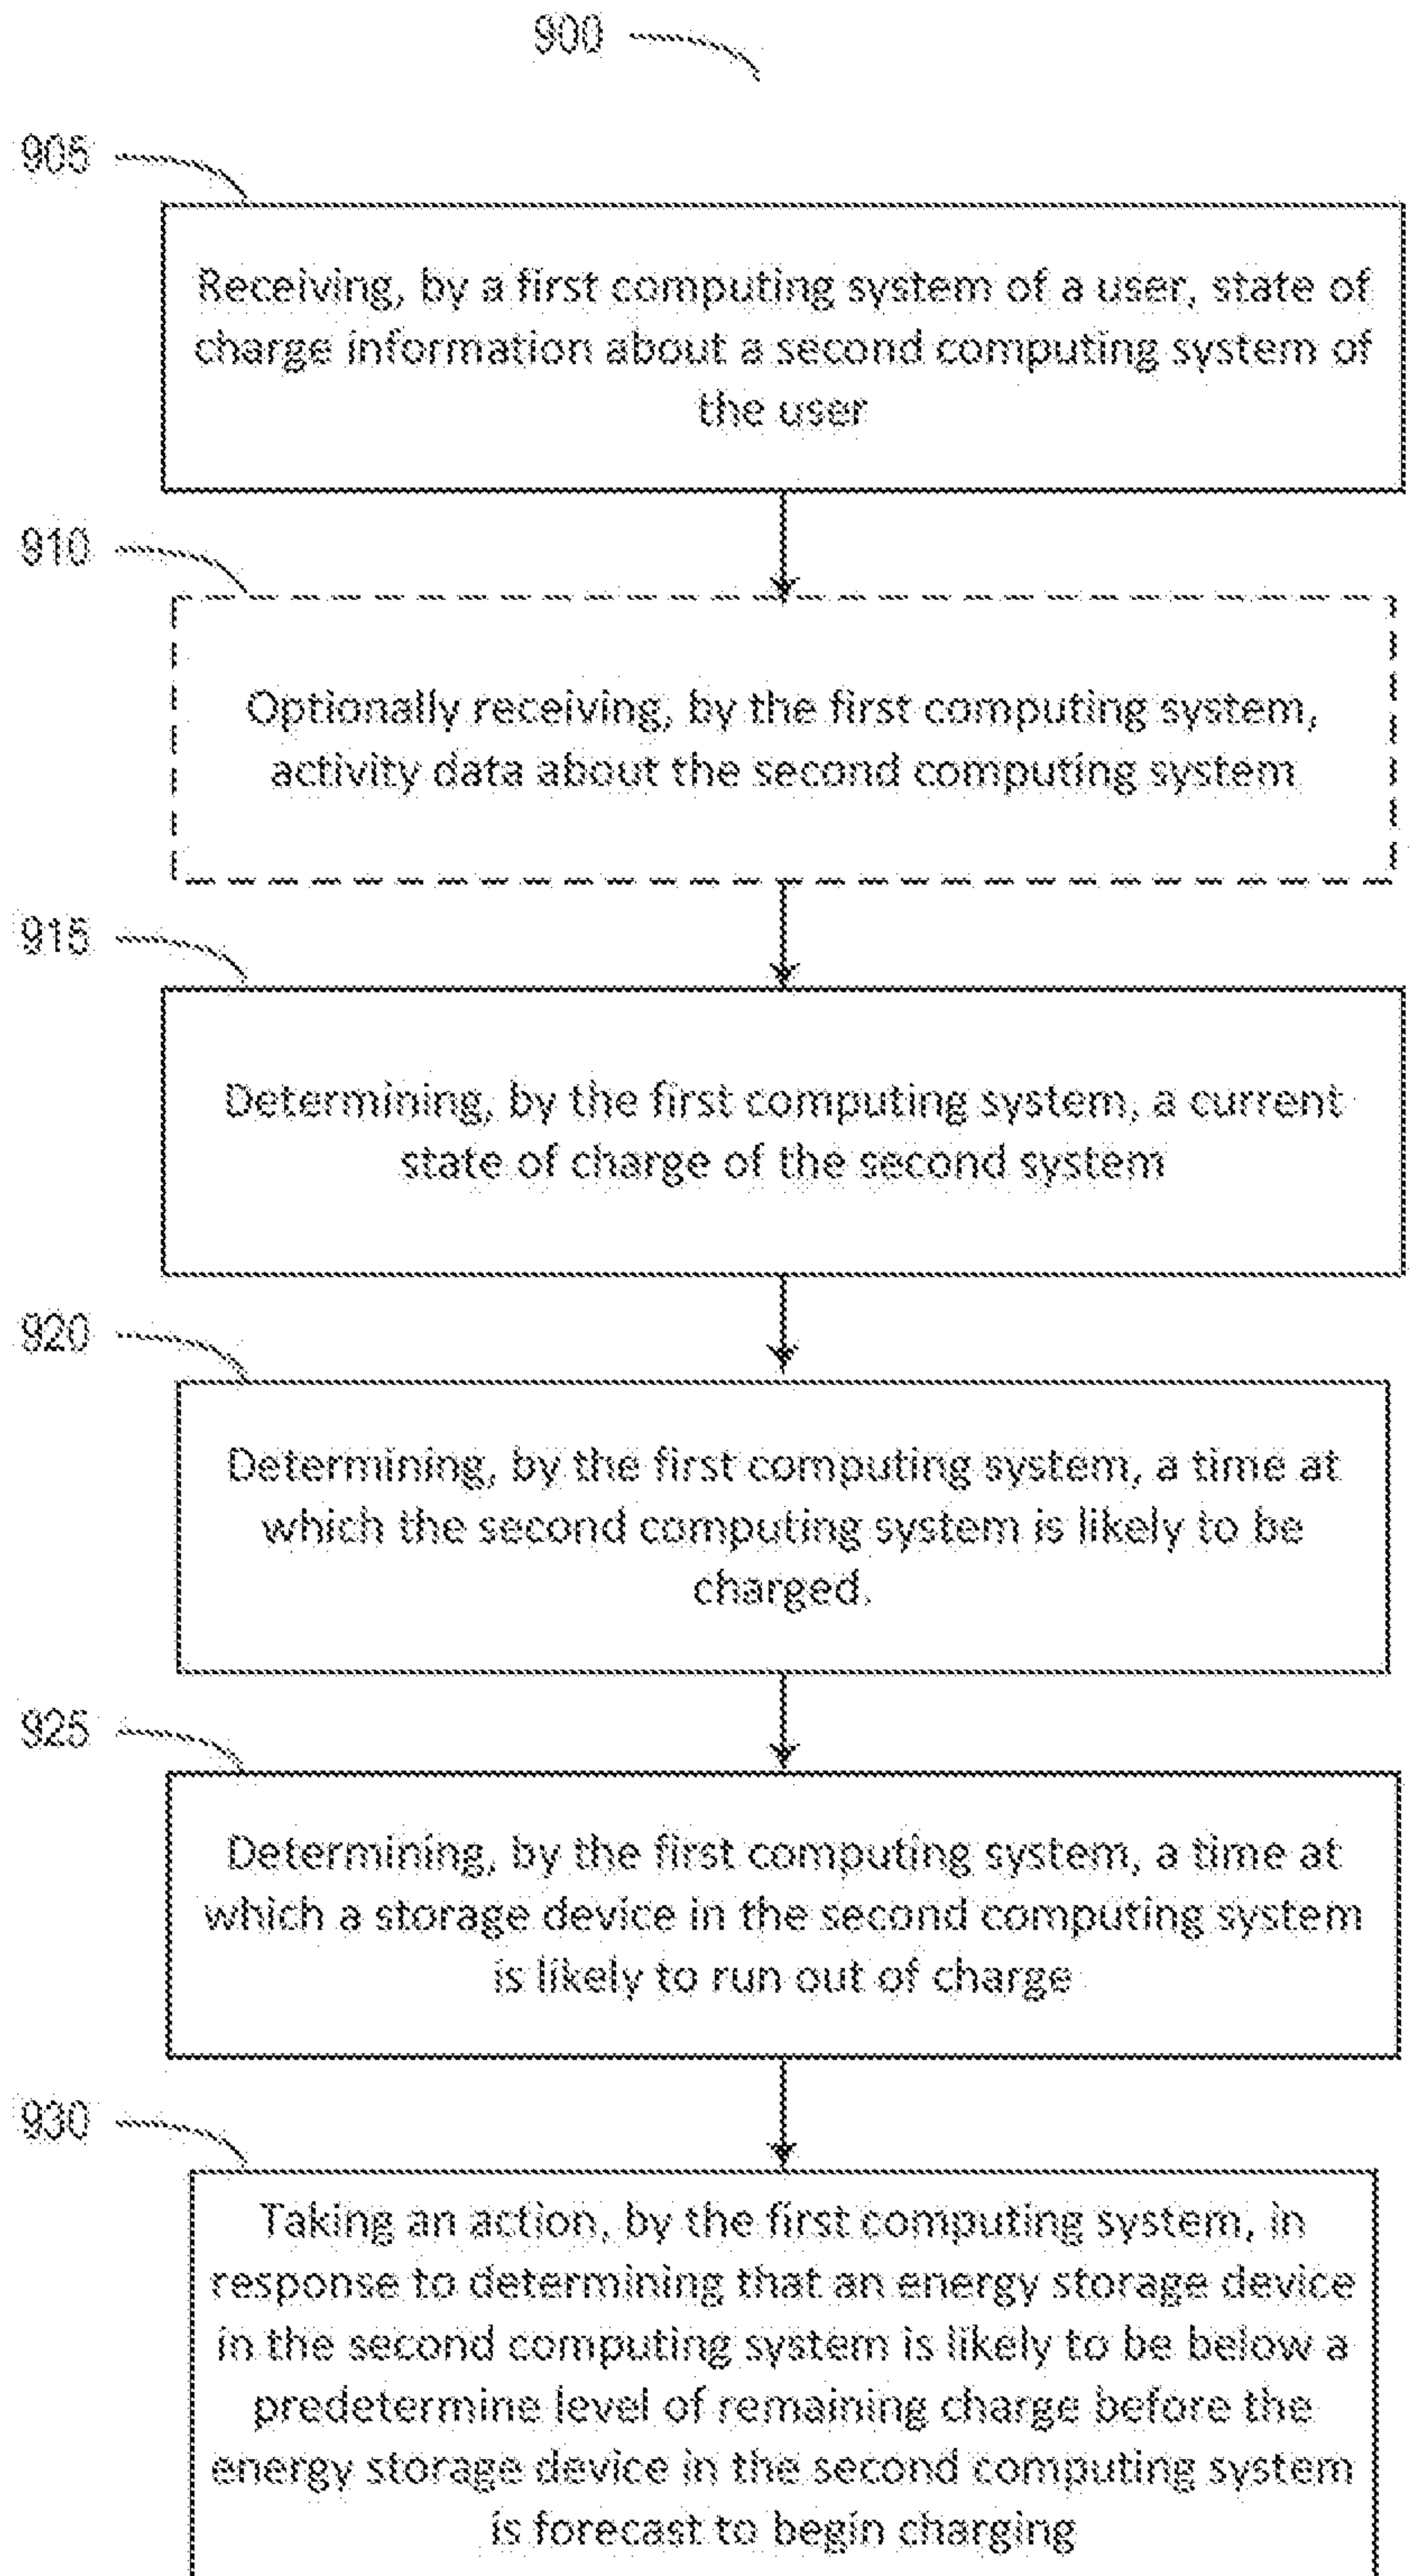 900
905
Receiving, by a first computing system of a user, state of
charge information about a second computing system of
the user
910
Optionally receiving, by the first computing system,
activity data about the second computing system
915
Determining, by the first computing system, a current
state of charge of the second system
920
Determining, by the first computing system, a time at
which the second computing system is likely to be
charged.
925
Determining, by the first computing system, a time at
which a storage device in the second computing system
is likely to run out of charge
930
Taking an action, by the first computing system, in
response to determining that an energy storage device
in the second computing system is likely to be below a
predetermine level of remaining charge before the
energy storage device in the second computing system
is forecast to begin charging